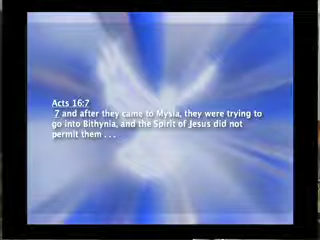 Acts 16:7
7 and after they came to Mysia, they were trying to
go into Bithynia, and the Spirit of Jesus did not
permit them . . .